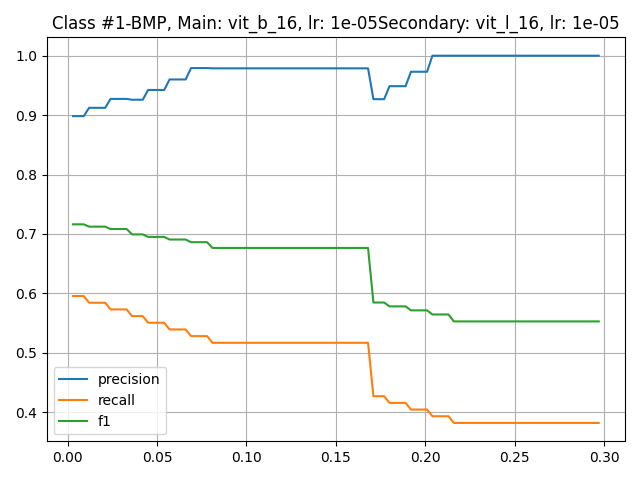 Class #1-BMP, Main: vit_b_16, lr: 1e-05Secondary: vit_l_16, lr: 1e-05
1.0
0.9
0.8
0.7
0.6
0.5
0.4
precision
recall
f1
0.00 0.05 0.10 0.15 0.20 0.25 0.30